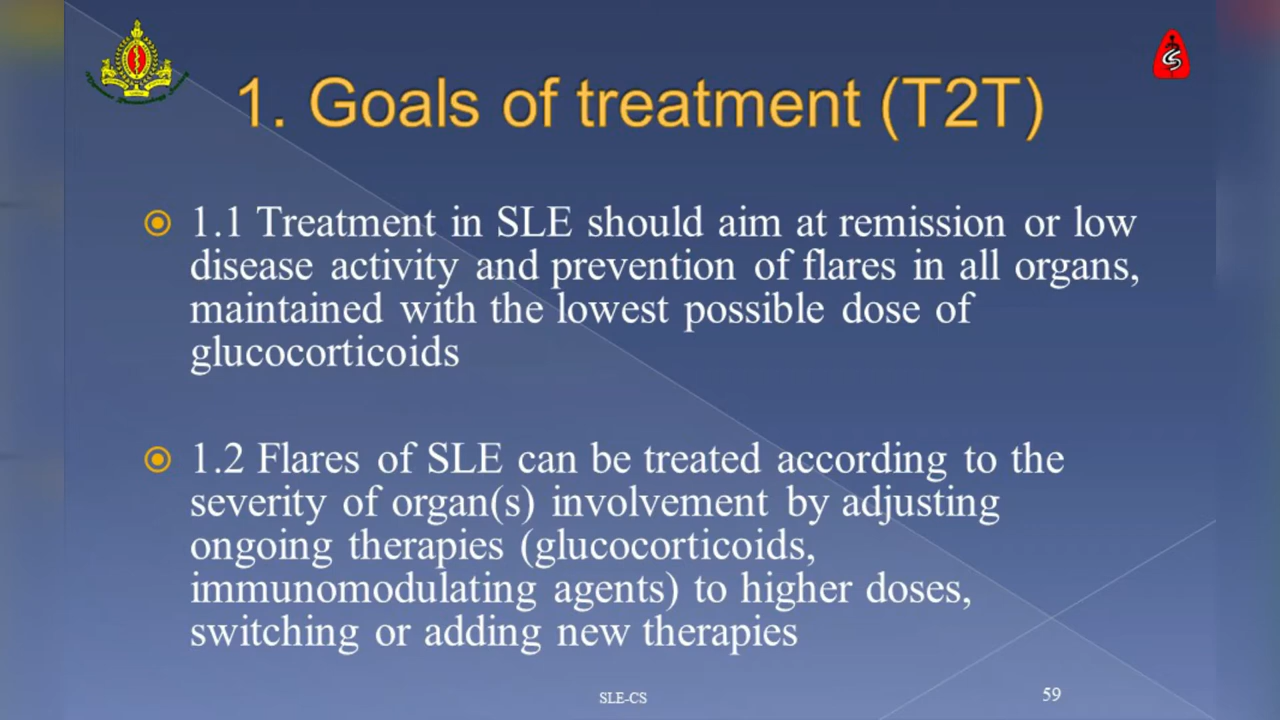 1. Goals of treatment (T2T)
1.1 Treatment in SLE should aim at remission or low
disease activity and prevention of flares in all organs,
maintained with the lowest possible dose of
glucocorticoids
1.2 Flares of SLE can be treated according to the
severity of organ(s) involvement by adjusting
ongoing therapies (glucocorticoids,
immunomodulating agents) to higher doses,
switching or adding new therapies
SLE-CS
59